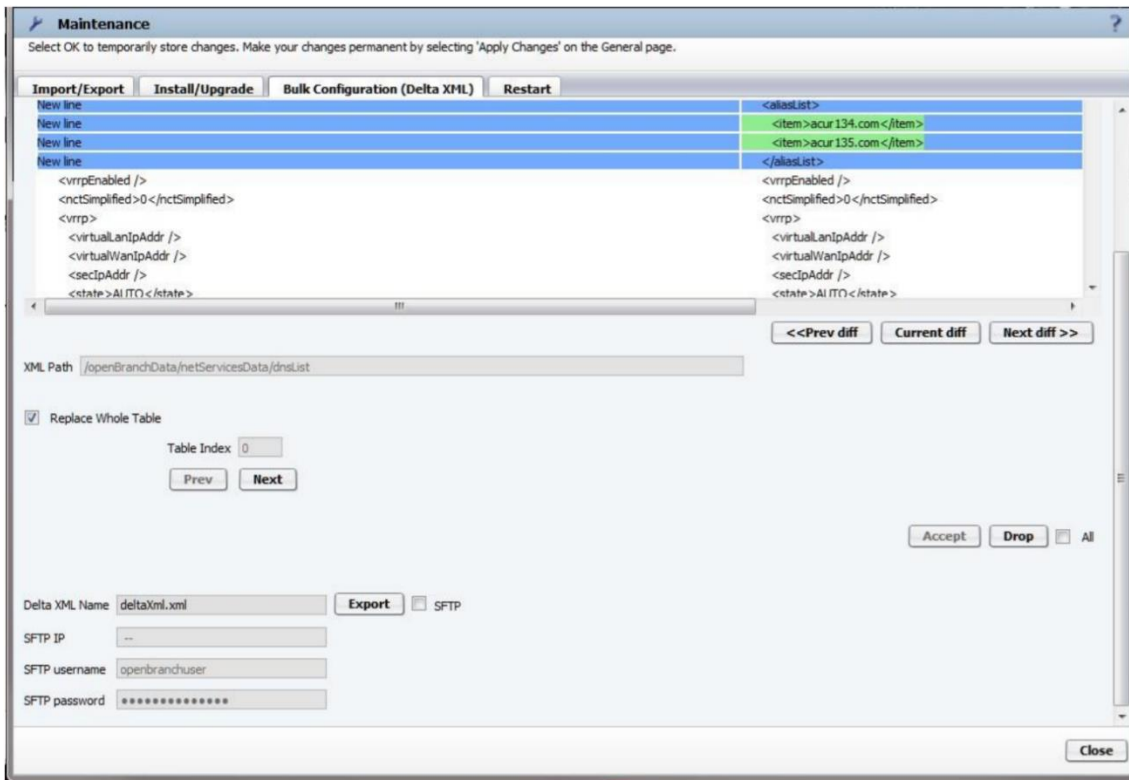 Maintenance
?
Select OK to temporarily store changes. Make your changes permanent by selecting 'Apply Changes' on the General page.
Import/Export Install/Upgrade Bulk Configuration (Delta XML) Restart
New line <aliasList>
New line <item>acur134.com</item>
New line <item>acur135.com</item>
New line </aliasList>
<vrrpEnabled /> <vrrpEnabled />
<nctSimplified>0</nctSimplified> <nctSimplified>0</nctSimplified>
<vrrp> <vrrp>
<virtualLanIpAddr /> <virtualLanIpAddr />
<virtualWanIpAddr /> <virtualWanIpAddr />
<secIpAddr /> <secIpAddr />
<state>AUTO</state> <state>AUTO</state>
<<Prev diff Current diff Next diff >>
XML Path /openBranchData/netServicesData/dnsList
Replace Whole Table
Table Index 0
Prev Next
Accept Drop All
Delta XML Name deltaXml.xml Export SFTP
SFTP IP --
SFTP username openbranchuser
SFTP password ••••••••••••••
Close